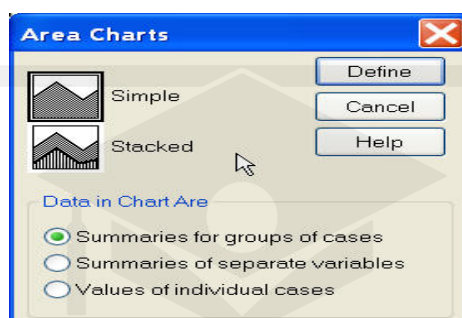 Area Charts
Define
Simple
Cancel
Stacked
Help
Data in Chart Are
Summaries for groups of cases
Summaries of separate variables
Values of individual cases